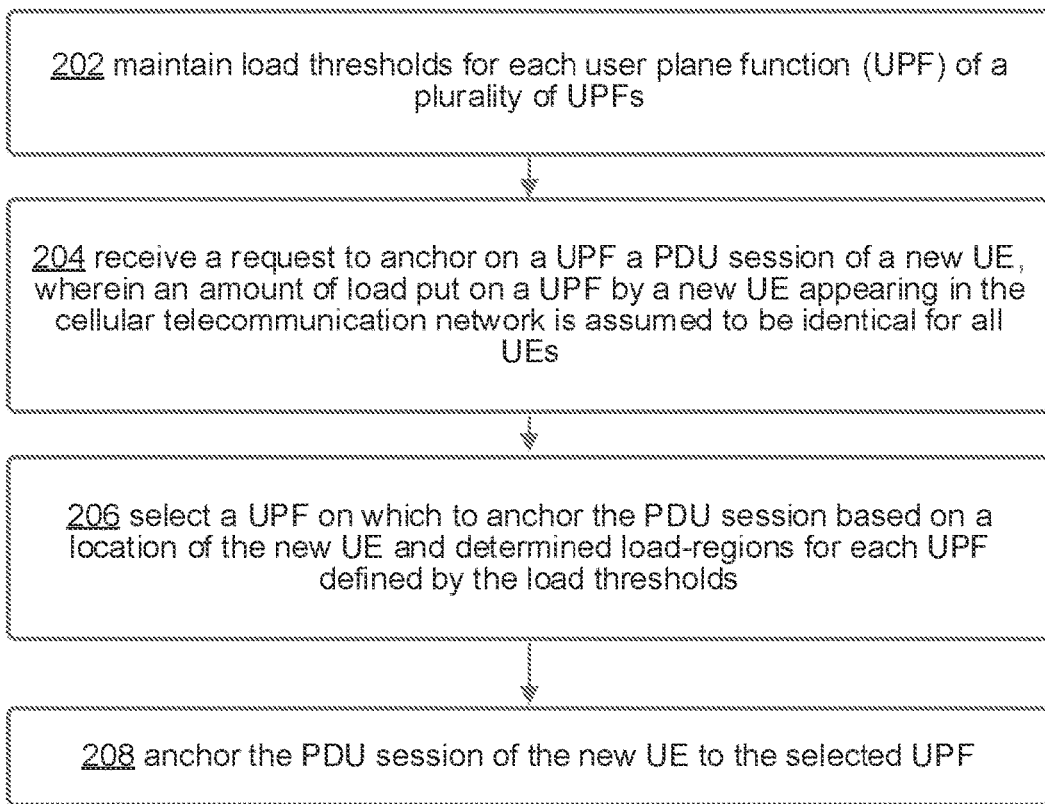 202 maintain load thresholds for each user plane function (UPF) of a
plurality of UPFs
204 receive a request to anchor on a UPF a PDU session of a new UE,
wherein an amount of load put on a UPF by a new UE appearing in the
cellular telecommunication network is assumed to be identical for all
UEs
206 select a UPF on which to anchor the PDU session based on a
location of the new UE and determined load-regions for each UPF
defined by the load thresholds
208 anchor the PDU session of the new UE to the selected UPF